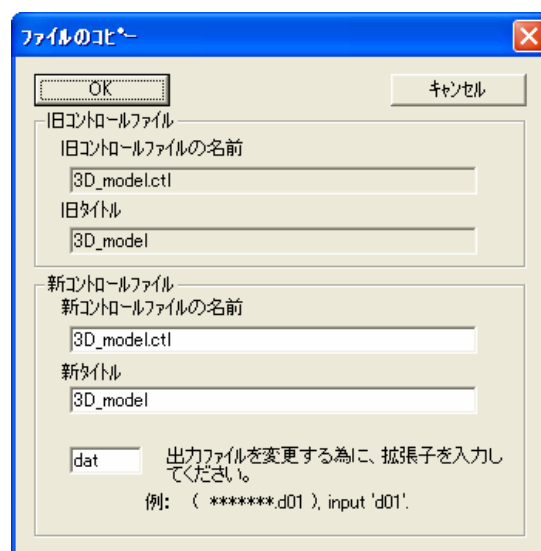 ファイルのコピー
OK
キャンセル
旧コントロールファイル
旧コントロールファイルの名前
3D_model.ctl
旧タイトル
3D_model
新コントロールファイル
新コントロールファイルの名前
3D_model.ctl
新タイトル
3D_model
dat
出力ファイルを変更する為に、拡張子を入力し
てください。
例: ( *******.d01 ), input 'd01'.